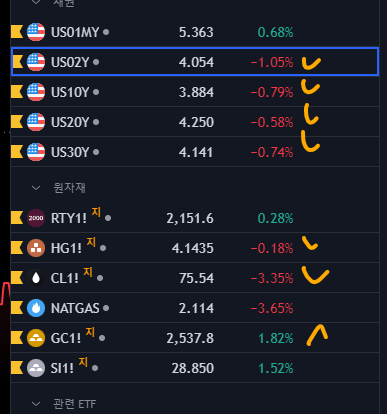 채권
US01MY 5.363 0.68%
US02Y 4.054 −1.05%
US10Y 3.884 −0.79%
US20Y 4.250 −0.58%
US30Y 4.141 −0.74%
원자재
2000 RTY1! 지 2,151.6 0.28%
HG1! 지 4.1435 −0.18%
CL1! 지 75.54 −3.35%
NATGAS 2.114 −3.65%
GC1! 지 2,537.8 1.82%
SI1! 지 28.850 1.52%
관련 ETF